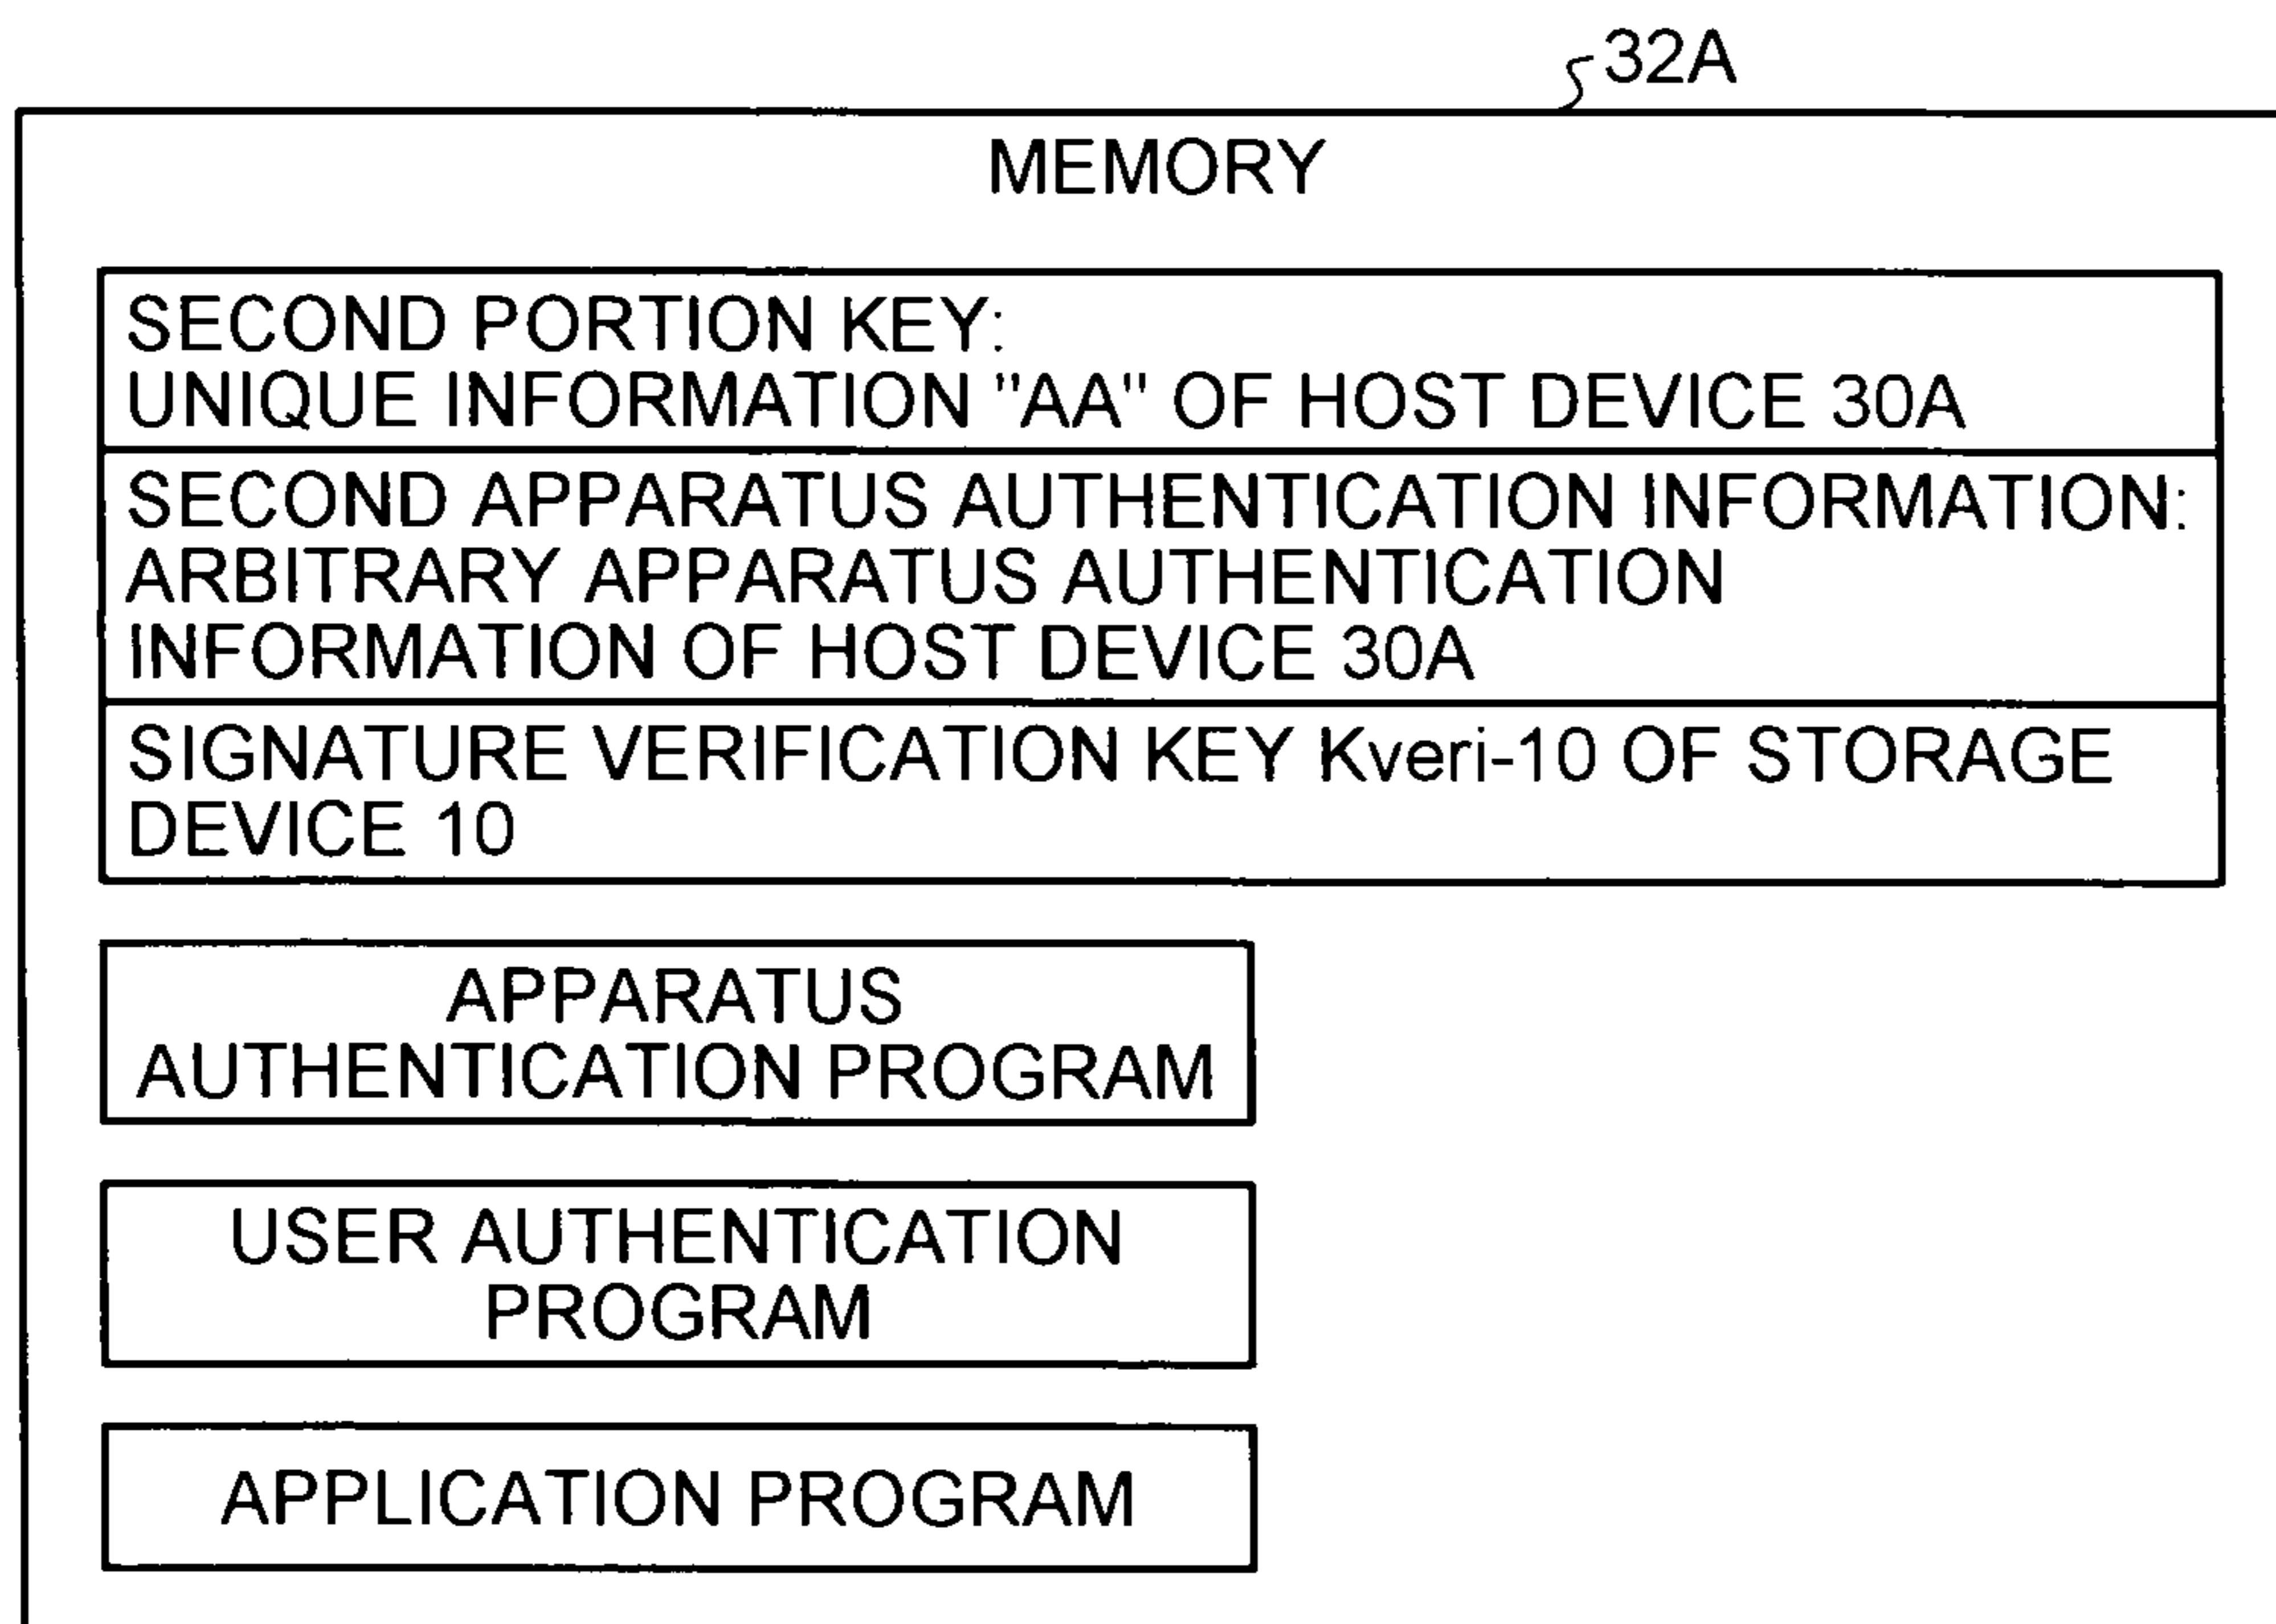 32A
MEMORY
SECOND PORTION KEY:
UNIQUE INFORMATION "AA" OF HOST DEVICE 30A
SECOND APPARATUS AUTHENTICATION INFORMATION:
ARBITRARY APPARATUS AUTHENTICATION
INFORMATION OF HOST DEVICE 30A
SIGNATURE VERIFICATION KEY Kveri-10 OF STORAGE
DEVICE 10
APPARATUS
AUTHENTICATION PROGRAM
USER AUTHENTICATION
PROGRAM
APPLICATION PROGRAM